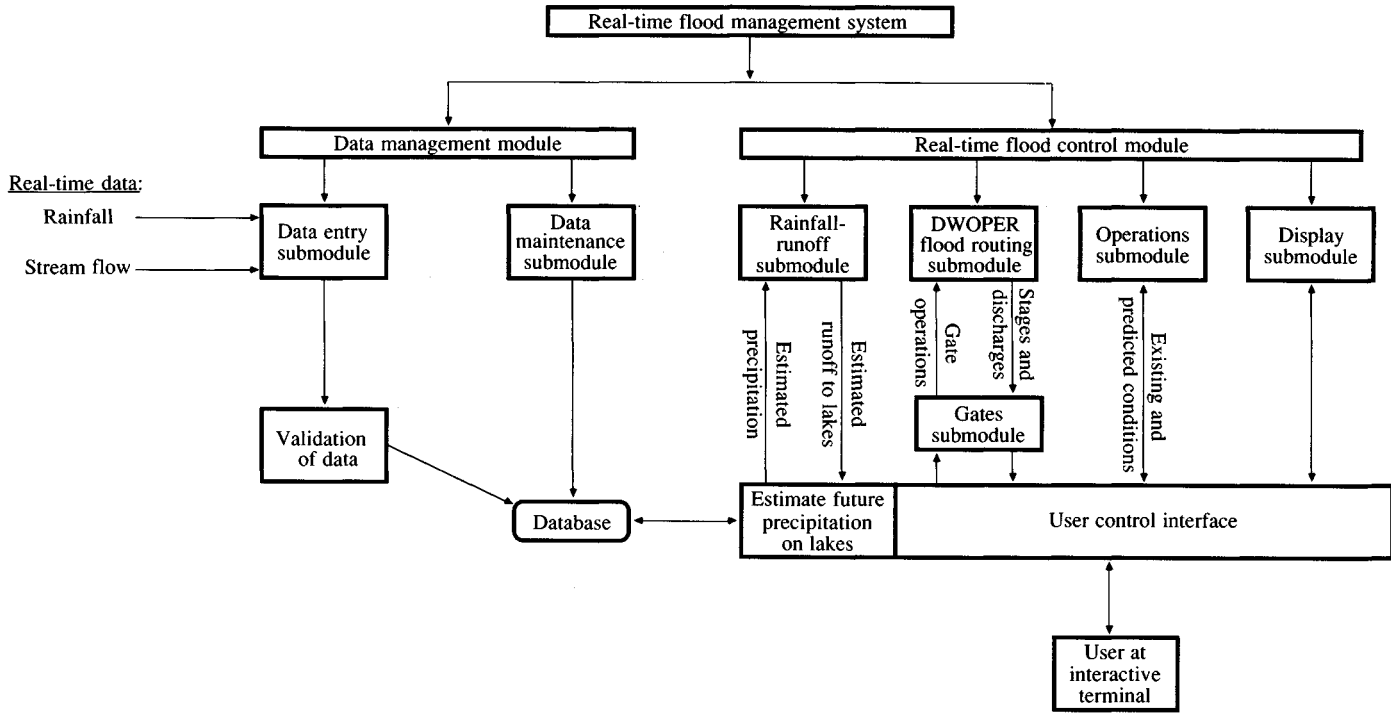 Real-time flood management system
Data management module
Real-time flood control module
Real-time data:
Rainfall
Stream flow
Data entry
submodule
Data
maintenance
submodule
Rainfall-
runoff
submodule
DWOPER
flood routing
submodule
Operations
submodule
Display
submodule
Estimated
precipitation
Estimated
runoff to lakes
Gate
operations
Stages and
discharges
Existing and
predicted conditions
Gates
submodule
Validation
of data
Database
Estimate future
precipitation
on lakes
User control interface
User at
interactive
terminal